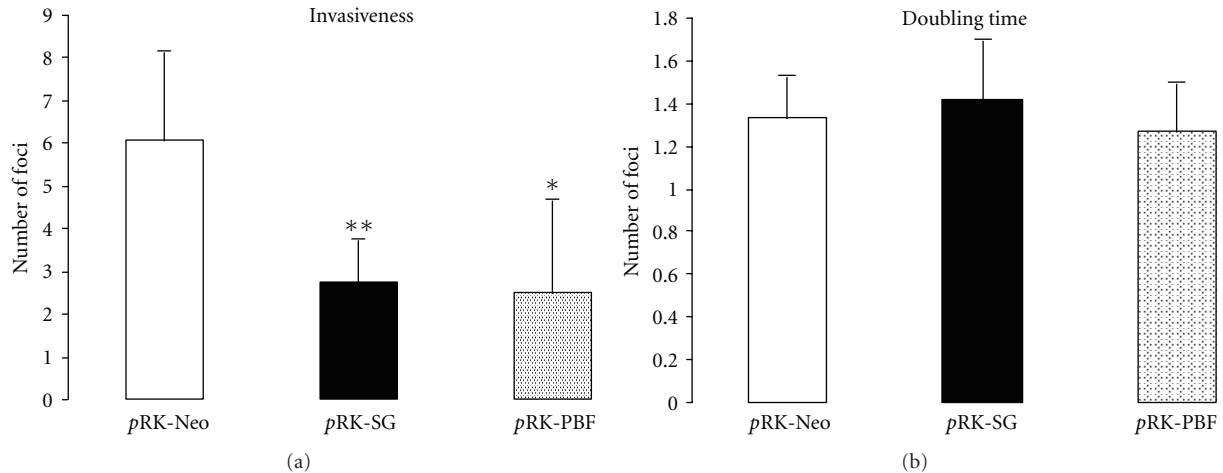 Invasiveness
Number of foci
9
8
7
6
5
4
3
2
1
0
**
*
pRK-Neo pRK-SG pRK-PBF
(a)
Doubling time
Number of foci
1.8
1.6
1.4
1.2
1
0.8
0.6
0.4
0.2
0
pRK-Neo pRK-SG pRK-PBF
(b)